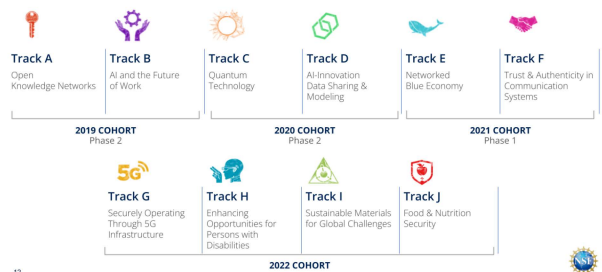 Track A
Open
Knowledge Networks
Track B
AI and the Future
of Work
Track C
Quantum
Technology
Track D
AI-Innovation
Data Sharing &
Modeling
Track E
Networked
Blue Economy
Track F
Trust & Authenticity in
Communication
Systems
2019 COHORT
Phase 2
2020 COHORT
Phase 2
2021 COHORT
Phase 1
5G
Track G
Securely Operating
Through 5G
Infrastructure
Track H
Enhancing
Opportunities for
Persons with
Disabilities
Track I
Sustainable Materials
for Global Challenges
Track J
Food & Nutrition
Security
2022 COHORT
NSF